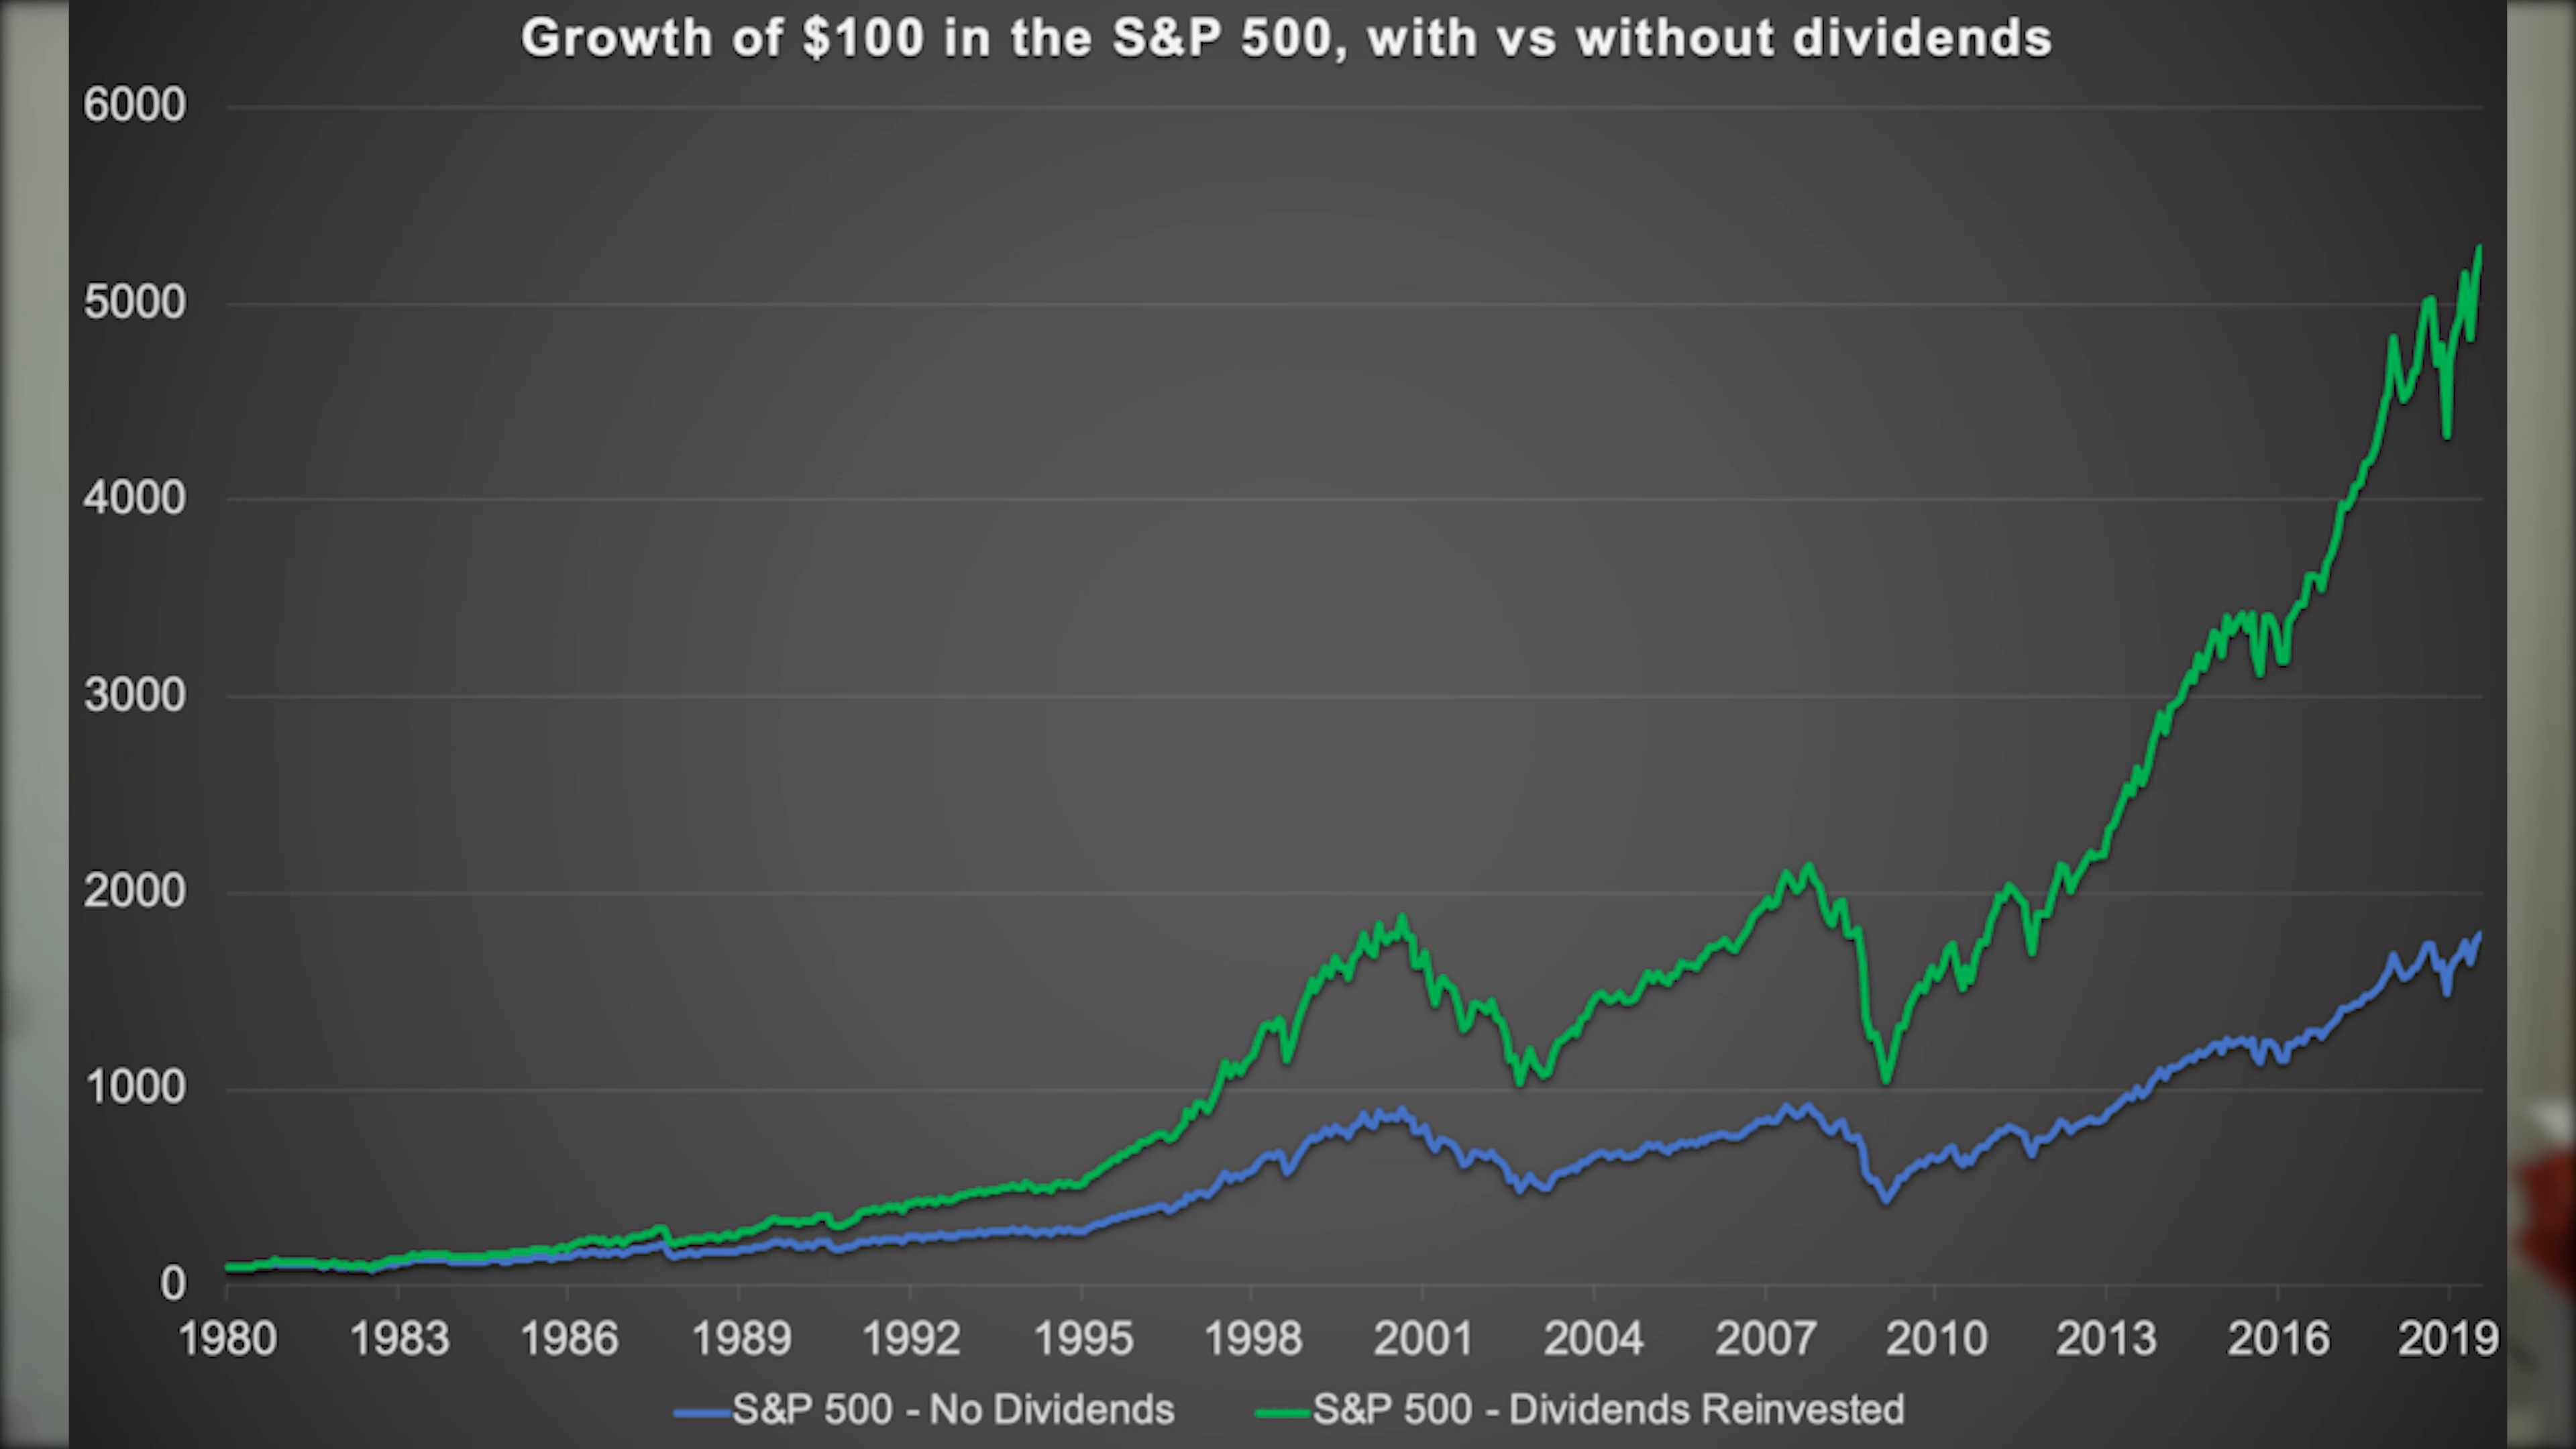 Growth of $100 in the S&P 500, with vs without dividends
6000
5000
4000
3000
2000
1000
0
1980 1983 1986 1989 1992 1995 1998 2001 2004 2007 2010 2013 2016 2019
S&P 500 - No Dividends S&P 500 - Dividends Reinvested